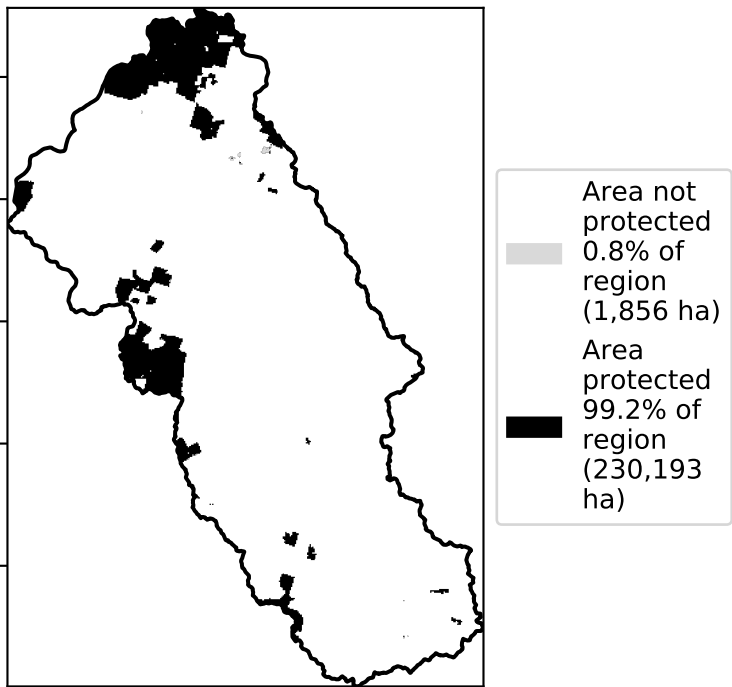 Area not
protected
0.8% of
region
(1,856 ha)
Area
protected
99.2% of
region
(230,193
ha)